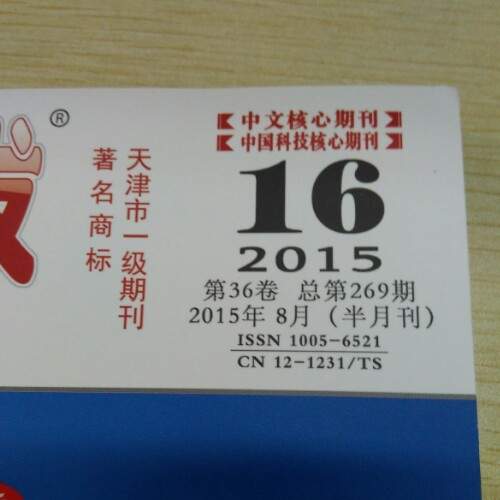 ®
著名商标
天津市一级期刊
中文核心期刊
中国科技核心期刊
16
2015
第36卷 总第269期
2015年 8月（半月刊）
ISSN 1005-6521
CN 12-1231/TS